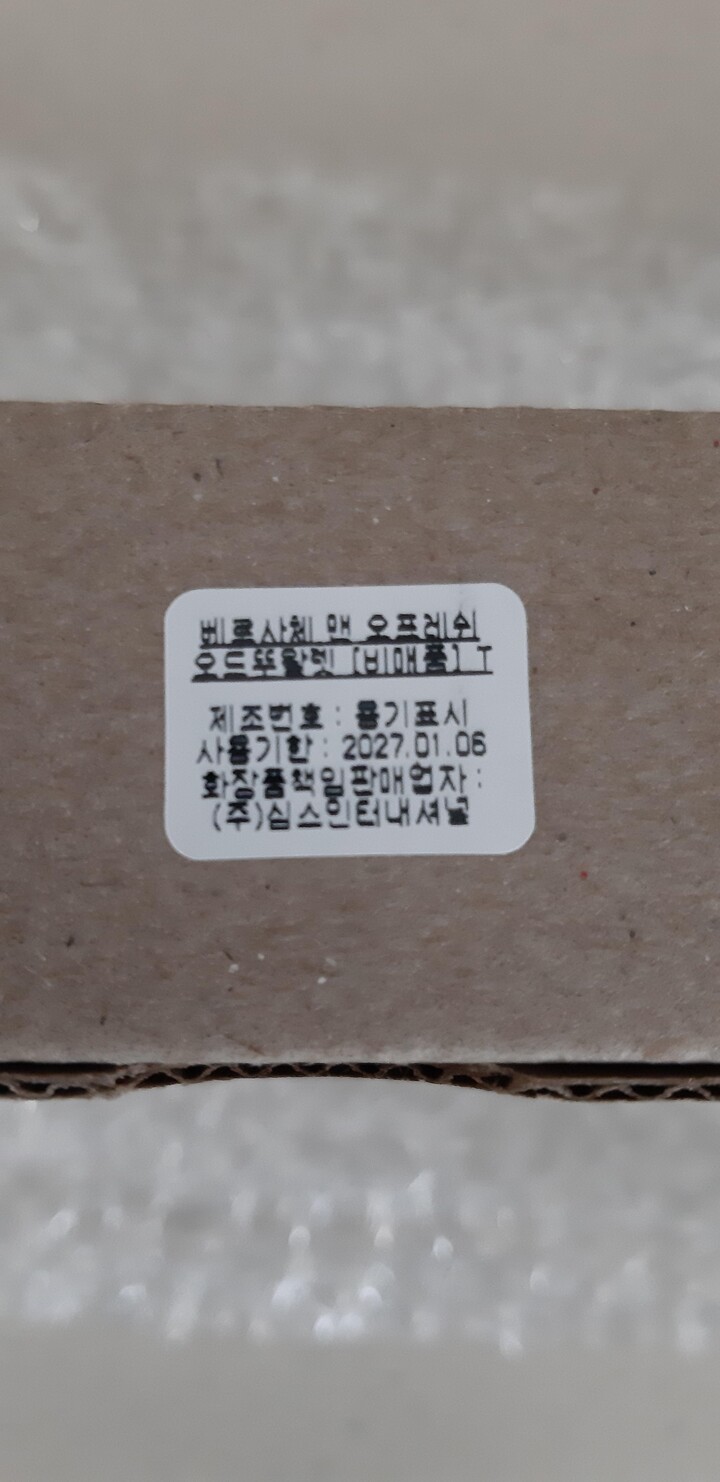 베르사체 맨 오프레쉬
오드뚜왈렛 [비매품] T
제조번호 : 용기표시
사용기한 : 2027.01.06
화장품책임판매업자 :
(주)심스인터내셔널